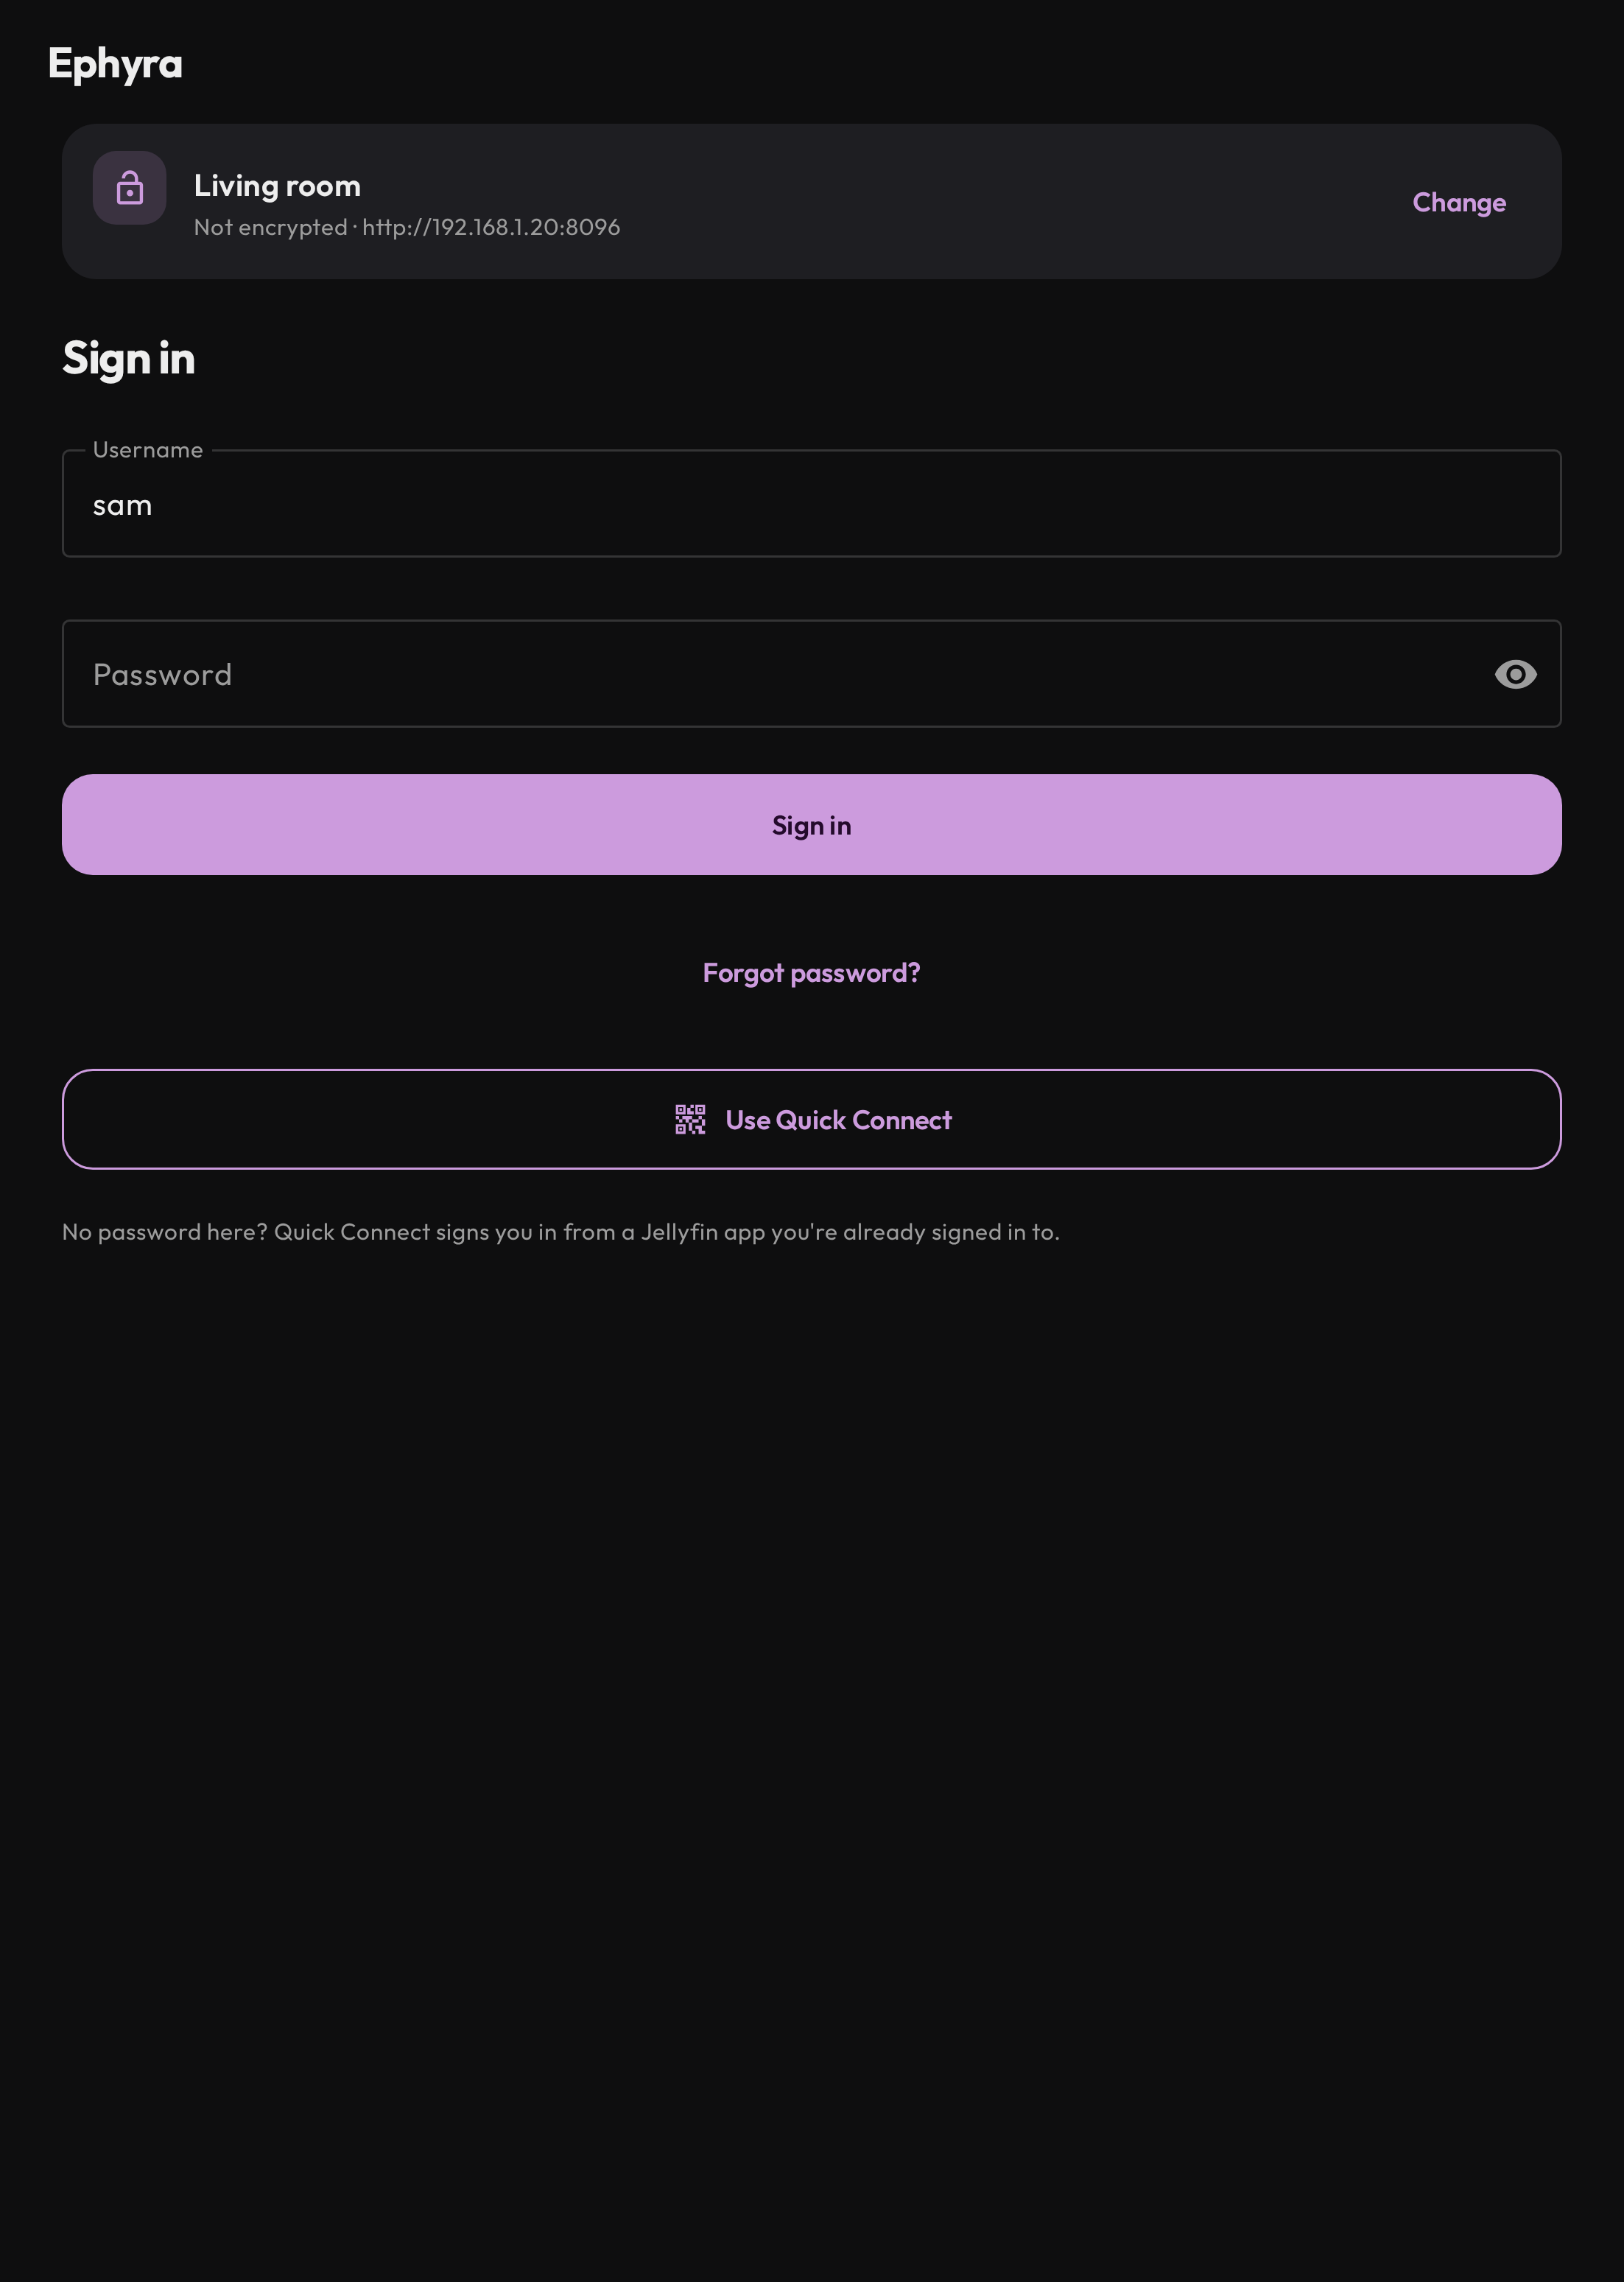 Ephyra
Living room
Not encrypted · http://192.168.1.20:8096
Change
Sign in
Username
sam
Password
Sign in
Forgot password?
Use Quick Connect
No password here? Quick Connect signs you in from a Jellyfin app you're already signed in to.